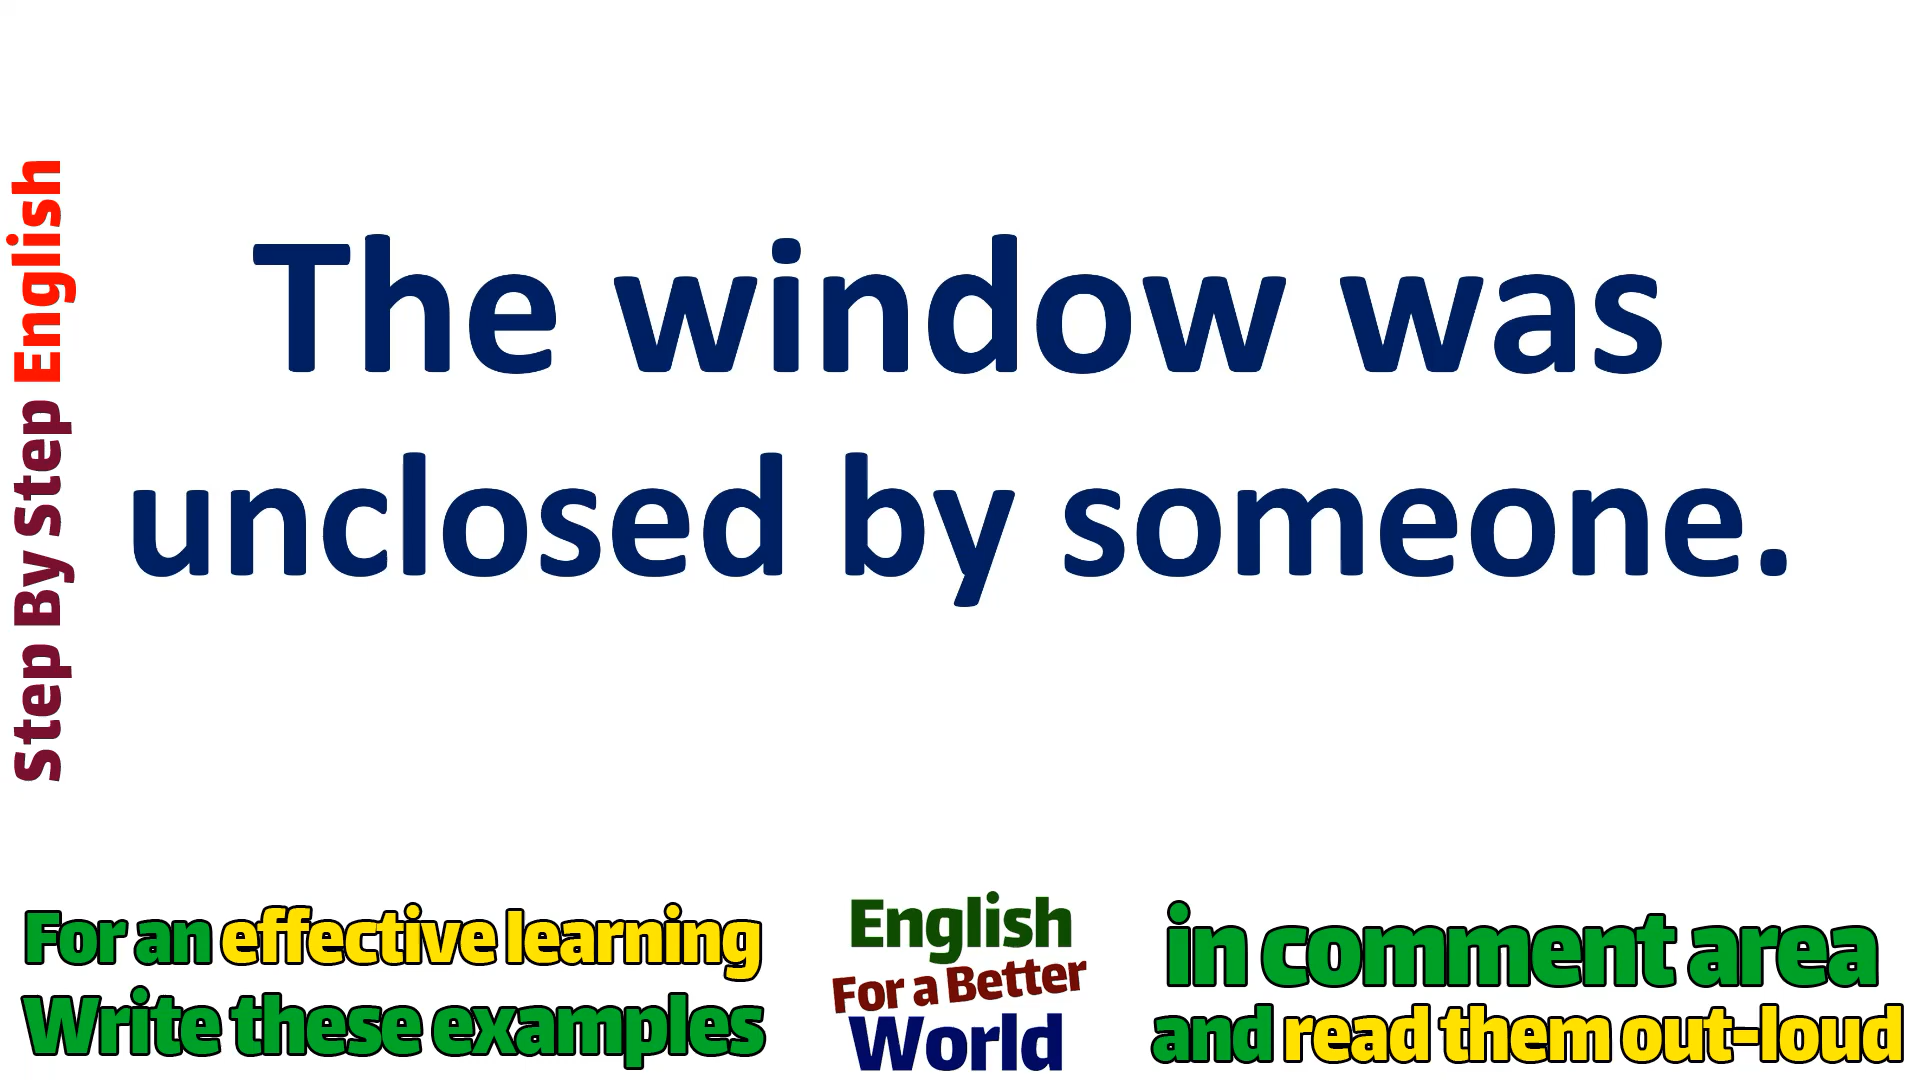 Step By Step English
The window was
unclosed by someone.
For an effective learning
Write these examples
English
For a Better
World
in comment area
and read them out-loud